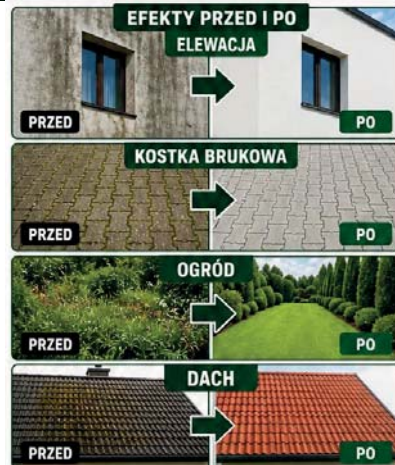 EFEKTY PRZED I PO
ELEWACJA
PRZED
PO
KOSTKA BRUKOWA
PRZED
PO
OGRÓD
PRZED
PO
DACH
PRZED
PO